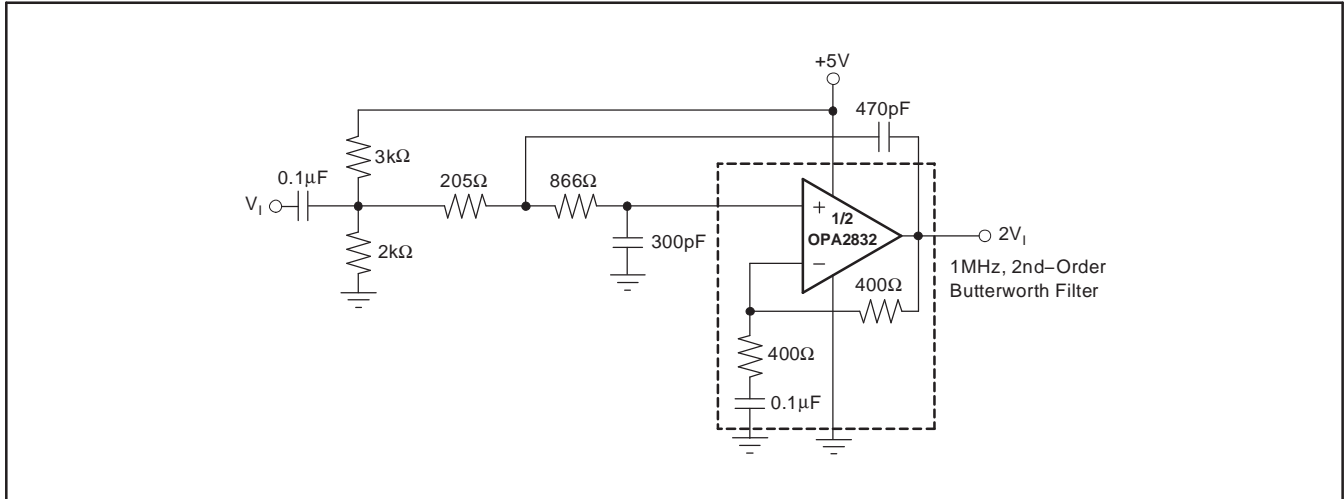 +5V
470pF
3kΩ
0.1μF
205Ω
866Ω
V_I
+
1/2
OPA2832
−
2V_I
300pF
2kΩ
1MHz, 2nd−Order
Butterworth Filter
400Ω
400Ω
0.1μF